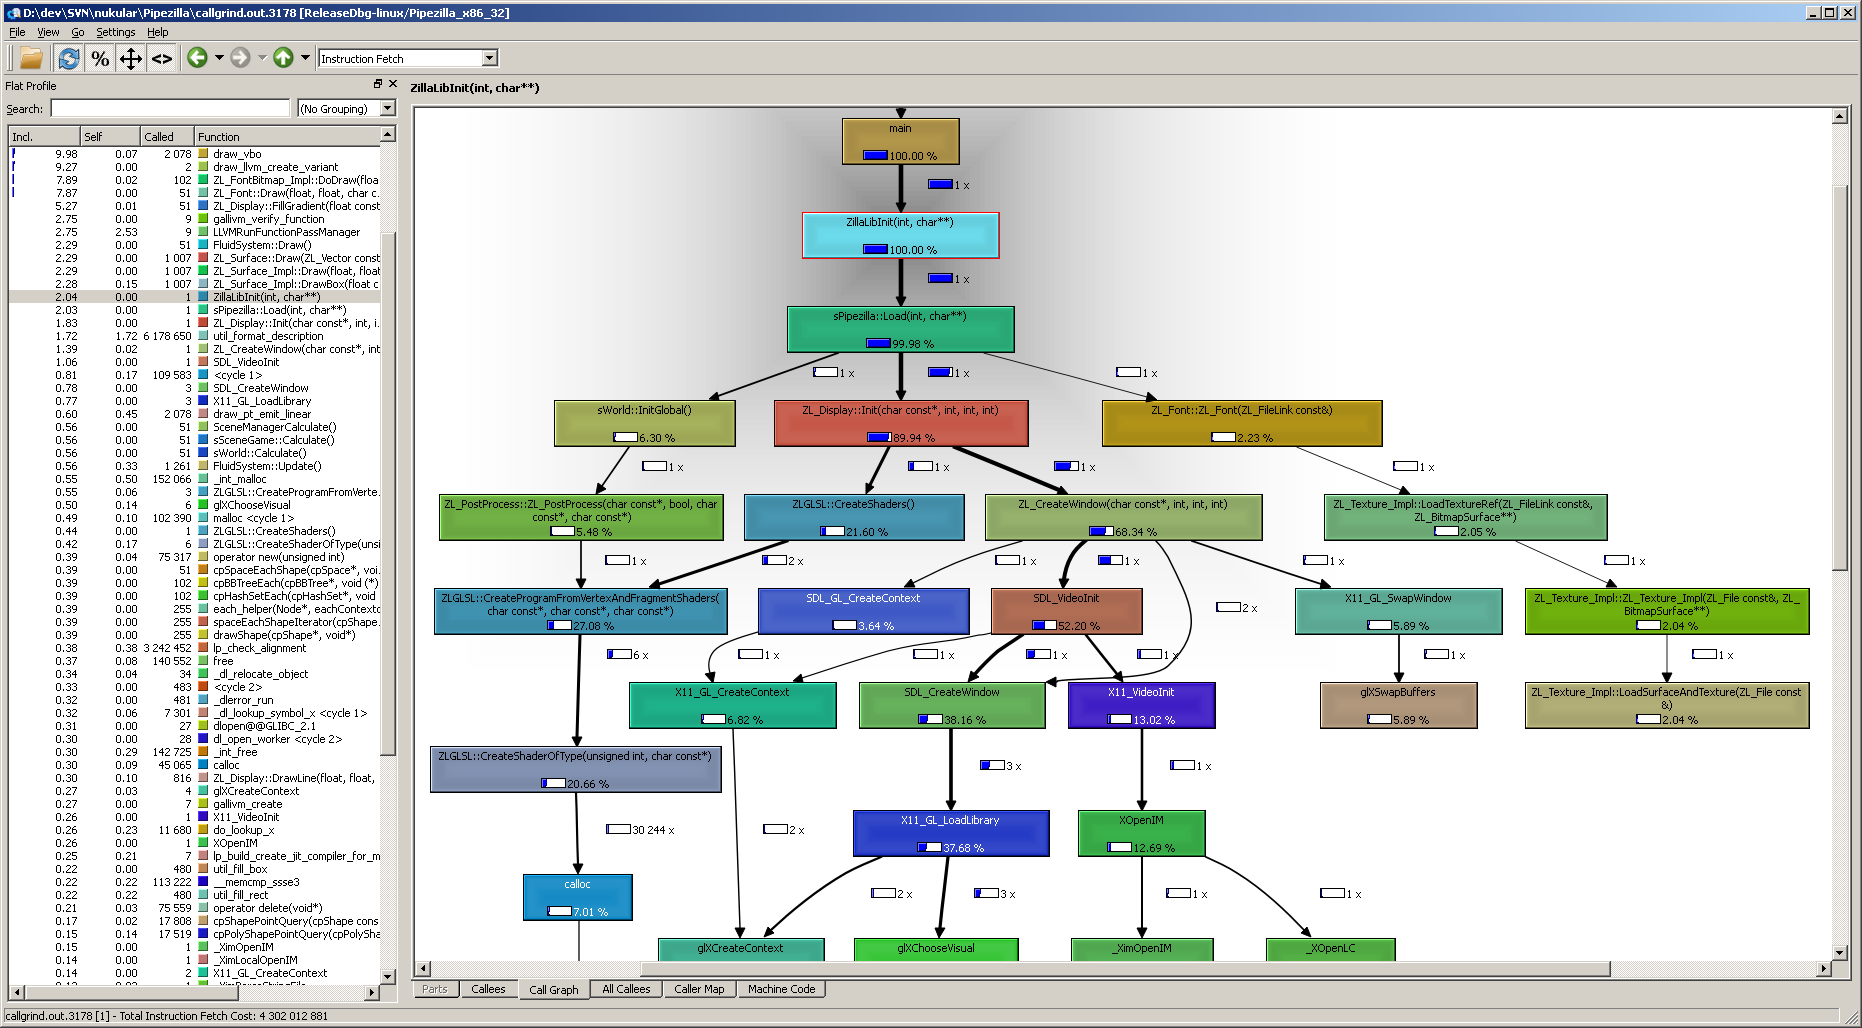 D:\dev\SVN\nukular\Pipezilla\callgrind.out.3178 [ReleaseDbg-linux/Pipezilla_x86_32]
File View Go Settings Help
% <> Instruction Fetch
Flat Profile
Search: (No Grouping)
Incl. Self Called Function
9.98 0.07 2 078 draw_vbo
9.27 0.00 2 draw_llvm_create_variant
7.89 0.02 102 ZL_FontBitmap_Impl::DoDraw(floa
7.87 0.00 51 ZL_Font::Draw(float, float, char c
5.27 0.01 51 ZL_Display::FillGradient(float const
2.75 0.00 9 gallivm_verify_function
2.75 2.53 9 LLVMRunFunctionPassManager
2.29 0.00 51 FluidSystem::Draw()
2.29 0.00 1 007 ZL_Surface::Draw(ZL_Vector const
2.29 0.00 1 007 ZL_Surface_Impl::Draw(float, float
2.28 0.15 1 007 ZL_Surface_Impl::DrawBox(float c
2.04 0.00 1 ZillaLibInit(int, char**)
2.03 0.00 1 sPipezilla::Load(int, char**)
1.83 0.00 1 ZL_Display::Init(char const*, int, i
1.72 1.72 6 178 650 util_format_description
1.39 0.02 1 ZL_CreateWindow(char const*, int
1.06 0.00 1 SDL_VideoInit
0.81 0.17 109 583 <cycle 1>
0.78 0.00 3 SDL_CreateWindow
0.77 0.00 3 X11_GL_LoadLibrary
0.60 0.45 2 078 draw_pt_emit_linear
0.56 0.00 51 SceneManagerCalculate()
0.56 0.00 51 sSceneGame::Calculate()
0.56 0.00 51 sWorld::Calculate()
0.56 0.33 1 261 FluidSystem::Update()
0.55 0.50 152 066 _int_malloc
0.55 0.06 3 ZLGLSL::CreateProgramFromVerte
0.50 0.14 6 glXChooseVisual
0.49 0.10 102 390 malloc <cycle 1>
0.44 0.00 1 ZLGLSL::CreateShaders()
0.42 0.17 6 ZLGLSL::CreateShaderOfType(unsi
0.39 0.04 75 317 operator new(unsigned int)
0.39 0.00 51 cpSpaceEachShape(cpSpace*, voi
0.39 0.00 102 cpBBTreeEach(cpBBTree*, void (*)
0.39 0.00 102 cpHashSetEach(cpHashSet*, void
0.39 0.00 255 each_helper(Node*, eachContext
0.39 0.00 255 spaceEachShapeIterator(cpShape
0.39 0.00 255 drawShape(cpShape*, void*)
0.38 0.38 3 242 452 lp_check_alignment
0.37 0.08 140 552 free
0.34 0.04 34 _dl_relocate_object
0.33 0.00 483 <cycle 2>
0.32 0.00 481 _dlerror_run
0.32 0.06 7 301 _dl_lookup_symbol_x <cycle 1>
0.31 0.00 27 dlopen@@GLIBC_2.1
0.30 0.00 28 dl_open_worker <cycle 2>
0.30 0.29 142 725 _int_free
0.30 0.09 45 065 calloc
0.30 0.10 816 ZL_Display::DrawLine(float, float,
0.27 0.03 4 glXCreateContext
0.27 0.00 7 gallivm_create
0.26 0.00 1 X11_VideoInit
0.26 0.23 11 680 do_lookup_x
0.26 0.00 1 XOpenIM
0.25 0.21 7 lp_build_create_jit_compiler_for_m
0.22 0.00 480 util_fill_box
0.22 0.22 113 222 __memcmp_ssse3
0.22 0.22 480 util_fill_rect
0.21 0.03 75 559 operator delete(void*)
0.17 0.02 17 808 cpShapePointQuery(cpShape cons
0.15 0.14 17 519 cpPolyShapePointQuery(cpPolySha
0.15 0.00 1 _XimOpenIM
0.14 0.00 1 _XimLocalOpenIM
0.14 0.00 2 X11_GL_CreateContext
ZillaLibInit(int, char**)
main
100.00 %
1 x
ZillaLibInit(int, char**)
100.00 %
1 x
sPipezilla::Load(int, char**)
99.98 %
1 x 1 x 1 x
sWorld::InitGlobal()
6.30 %
ZL_Display::Init(char const*, int, int, int)
89.94 %
ZL_Font::ZL_Font(ZL_FileLink const&)
2.23 %
1 x 1 x 1 x 1 x
ZL_PostProcess::ZL_PostProcess(char const*, bool, char
const*, char const*)
5.48 %
ZLGLSL::CreateShaders()
21.60 %
ZL_CreateWindow(char const*, int, int, int)
68.34 %
ZL_Texture_Impl::LoadTextureRef(ZL_FileLink const&,
ZL_BitmapSurface**)
2.05 %
1 x 2 x 1 x 1 x 1 x 1 x
ZLGLSL::CreateProgramFromVertexAndFragmentShaders(
char const*, char const*, char const*)
27.08 %
SDL_GL_CreateContext
3.64 %
SDL_VideoInit
52.20 %
2 x
X11_GL_SwapWindow
5.89 %
ZL_Texture_Impl::ZL_Texture_Impl(ZL_File const&, ZL_
BitmapSurface**)
2.04 %
6 x 1 x 1 x 1 x 1 x 1 x 1 x
X11_GL_CreateContext
6.82 %
SDL_CreateWindow
38.16 %
X11_VideoInit
13.02 %
glXSwapBuffers
5.89 %
ZL_Texture_Impl::LoadSurfaceAndTexture(ZL_File const
&)
2.04 %
ZLGLSL::CreateShaderOfType(unsigned int, char const*)
20.66 %
3 x 1 x
30 244 x 2 x
X11_GL_LoadLibrary
37.68 %
XOpenIM
12.69 %
calloc
7.01 %
2 x 3 x 1 x 1 x
glXCreateContext
glXChooseVisual
_XimOpenIM
_XOpenLC
Parts Callees Call Graph All Callees Caller Map Machine Code
callgrind.out.3178 [1] - Total Instruction Fetch Cost: 4 302 012 881